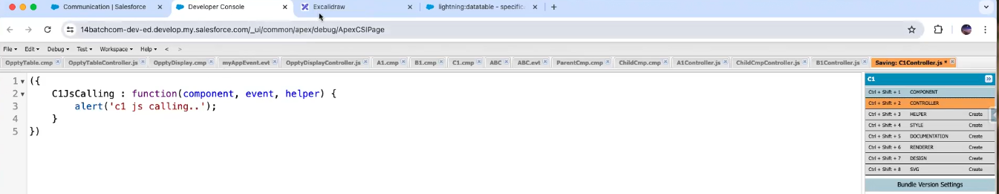 Communication | Salesforce
Developer Console
Excalidraw
lightning:datatable - specific
14batchcom-dev-ed.develop.my.salesforce.com/_ui/common/apex/debug/ApexCSIPage
File Edit Debug Test Workspace Help < >
OpptyTable.cmp OpptyTableController.js OpptyDisplay.cmp myAppEvent.evt OpptyDisplayController.js A1.cmp B1.cmp C1.cmp ABC ABC.evt ParentCmp.cmp ChildCmp.cmp A1Controller.js ChildCmpController.js B1Controller.js Saving: C1Controller.js *
1 ({
2 C1JsCalling : function(component, event, helper) {
3 alert('c1 js calling..');
4 }
5 })
C1
Ctrl + Shift + 1 COMPONENT
Ctrl + Shift + 2 CONTROLLER
Ctrl + Shift + 3 HELPER Create
Ctrl + Shift + 4 STYLE Create
Ctrl + Shift + 5 DOCUMENTATION Create
Ctrl + Shift + 6 RENDERER Create
Ctrl + Shift + 7 DESIGN Create
Ctrl + Shift + 8 SVG Create
Bundle Version Settings